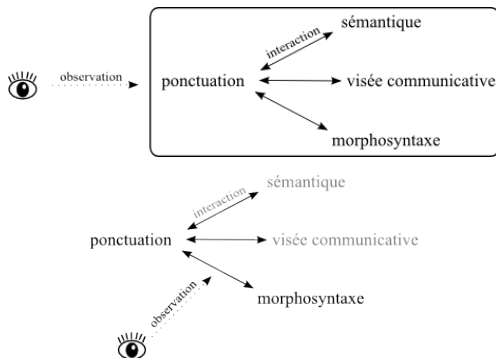 sémantique
interaction
observation
ponctuation
visée communicative
morphosyntaxe
sémantique
interaction
ponctuation
visée communicative
observation
morphosyntaxe